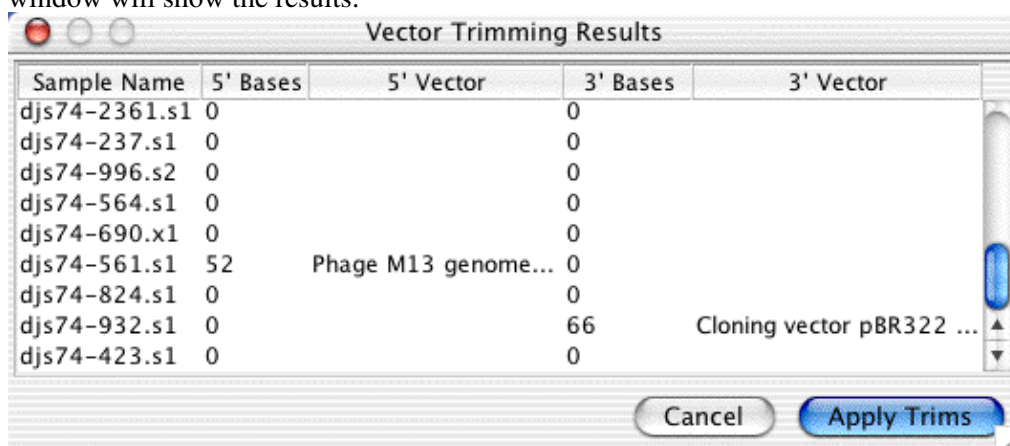 window will show the results.
Vector Trimming Results
Sample Name 5' Bases 5' Vector 3' Bases 3' Vector
djs74-2361.s1 0 0
djs74-237.s1 0 0
djs74-996.s2 0 0
djs74-564.s1 0 0
djs74-690.x1 0 0
djs74-561.s1 52 Phage M13 genome... 0
djs74-824.s1 0 0
djs74-932.s1 0 66 Cloning vector pBR322 ...
djs74-423.s1 0 0
Cancel Apply Trims